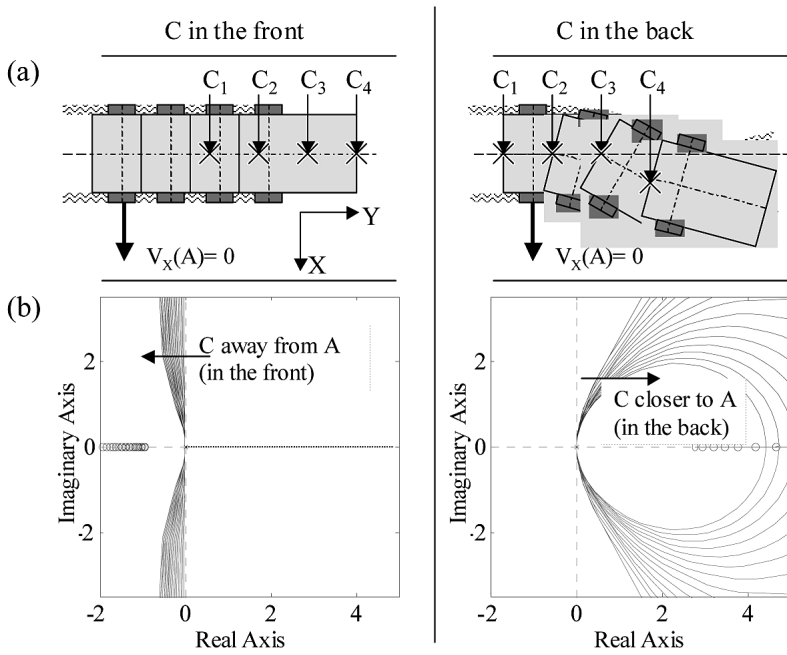 C in the front
C in the back
(a)
C1 C2 C3 C4
C1 C2 C3 C4
Y
X
VX(A)= 0
VX(A)= 0
(b)
C away from A
(in the front)
Imaginary Axis
2
0
-2
-2 0 2 4
Real Axis
C closer to A
(in the back)
Imaginary Axis
2
0
-2
0 2 4
Real Axis